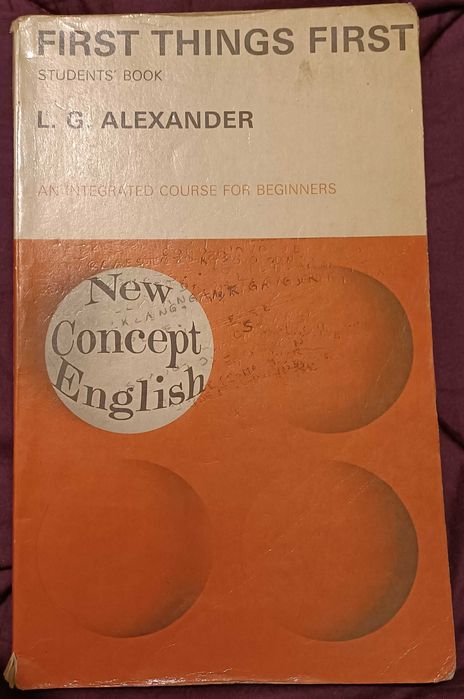 FIRST THINGS FIRST
STUDENTS' BOOK
L. G. ALEXANDER
AN INTEGRATED COURSE FOR BEGINNERS
New
Concept
English